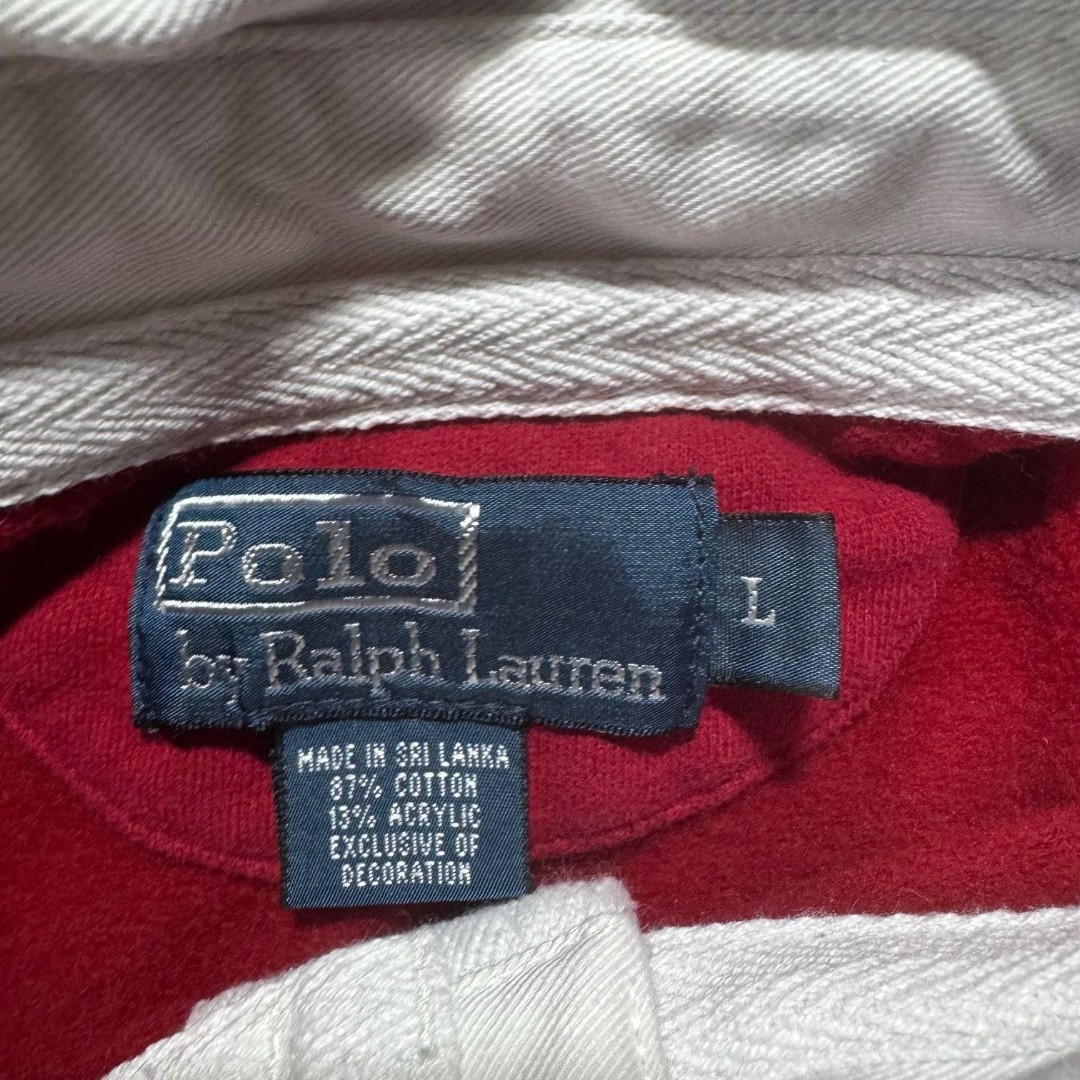 Polo
by Ralph Lauren
L
MADE IN SRI LANKA
87% COTTON
13% ACRYLIC
EXCLUSIVE OF
DECORATION